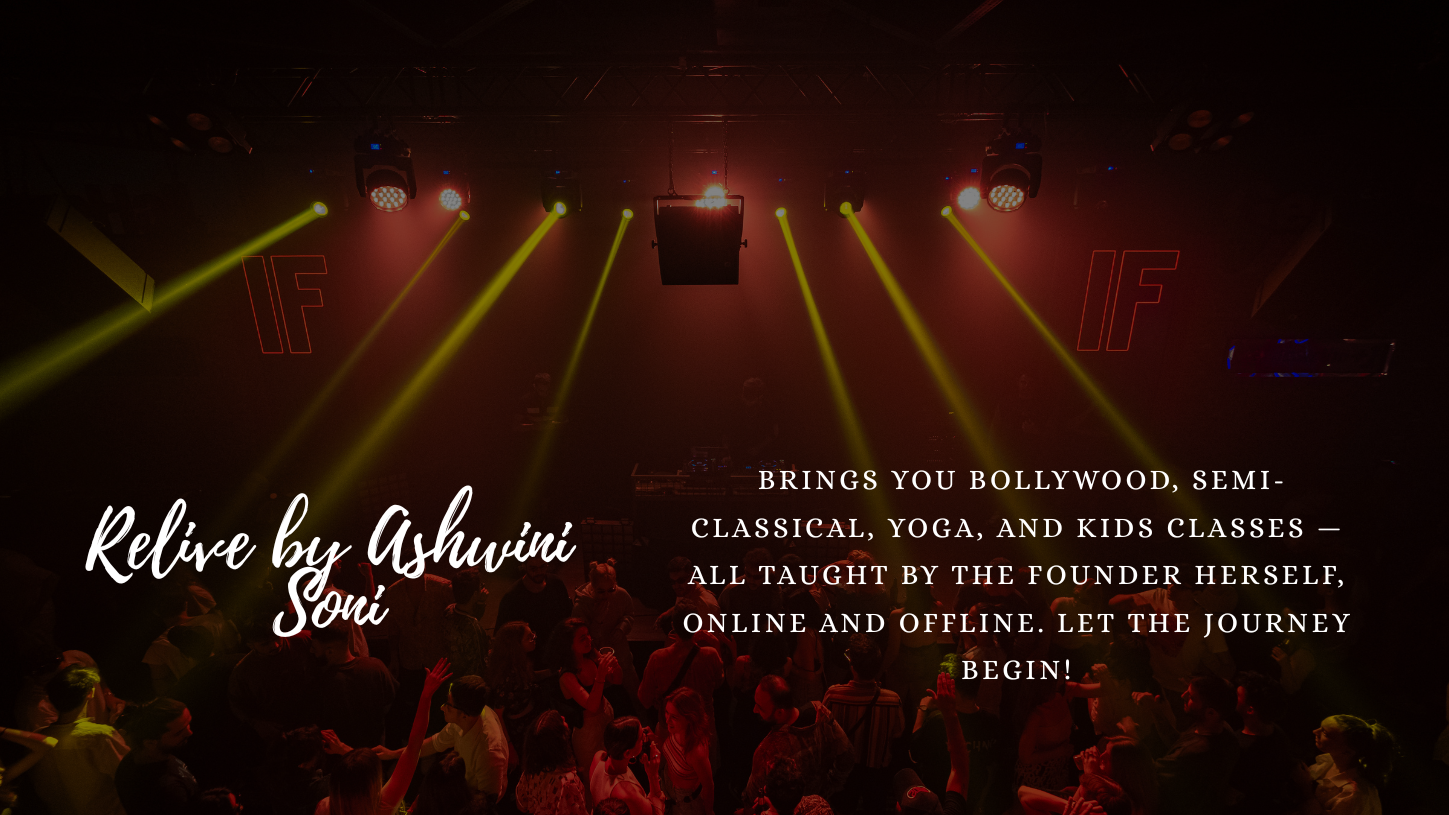 IF
IF
Relive by Ashwini
Soni
BRINGS YOU BOLLYWOOD, SEMI-
CLASSICAL, YOGA, AND KIDS CLASSES —
ALL TAUGHT BY THE FOUNDER HERSELF,
ONLINE AND OFFLINE. LET THE JOURNEY
BEGIN!